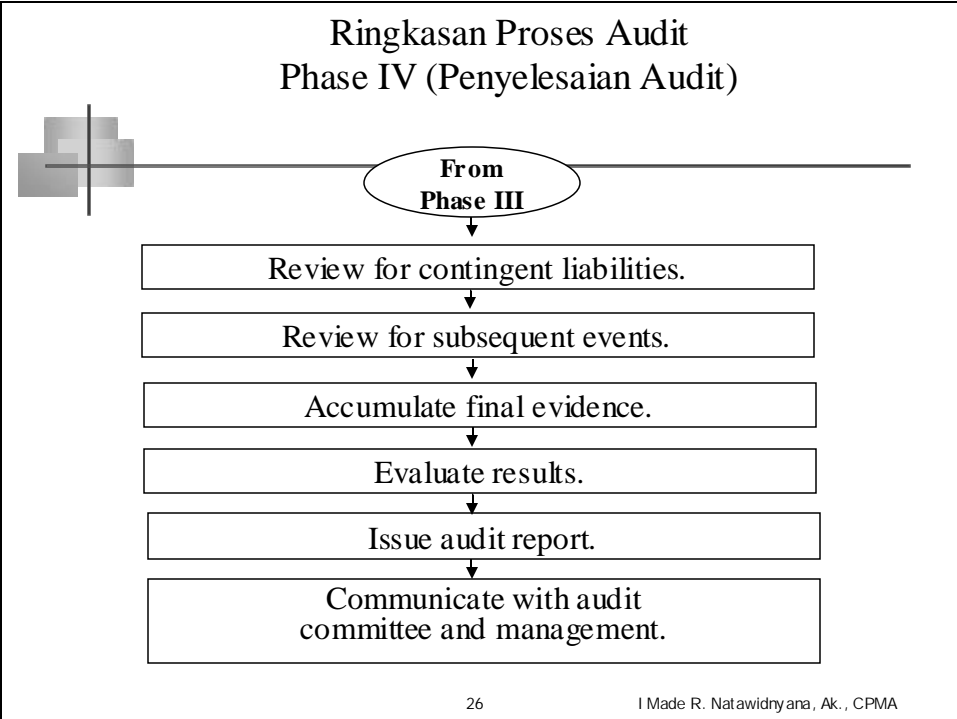 Ringkasan Proses Audit
Phase IV (Penyelesaian Audit)
From
Phase III
Review for contingent liabilities.
Review for subsequent events.
Accumulate final evidence.
Evaluate results.
Issue audit report.
Communicate with audit
committee and management.
26
I Made R. Natawidnyana, Ak., CPMA